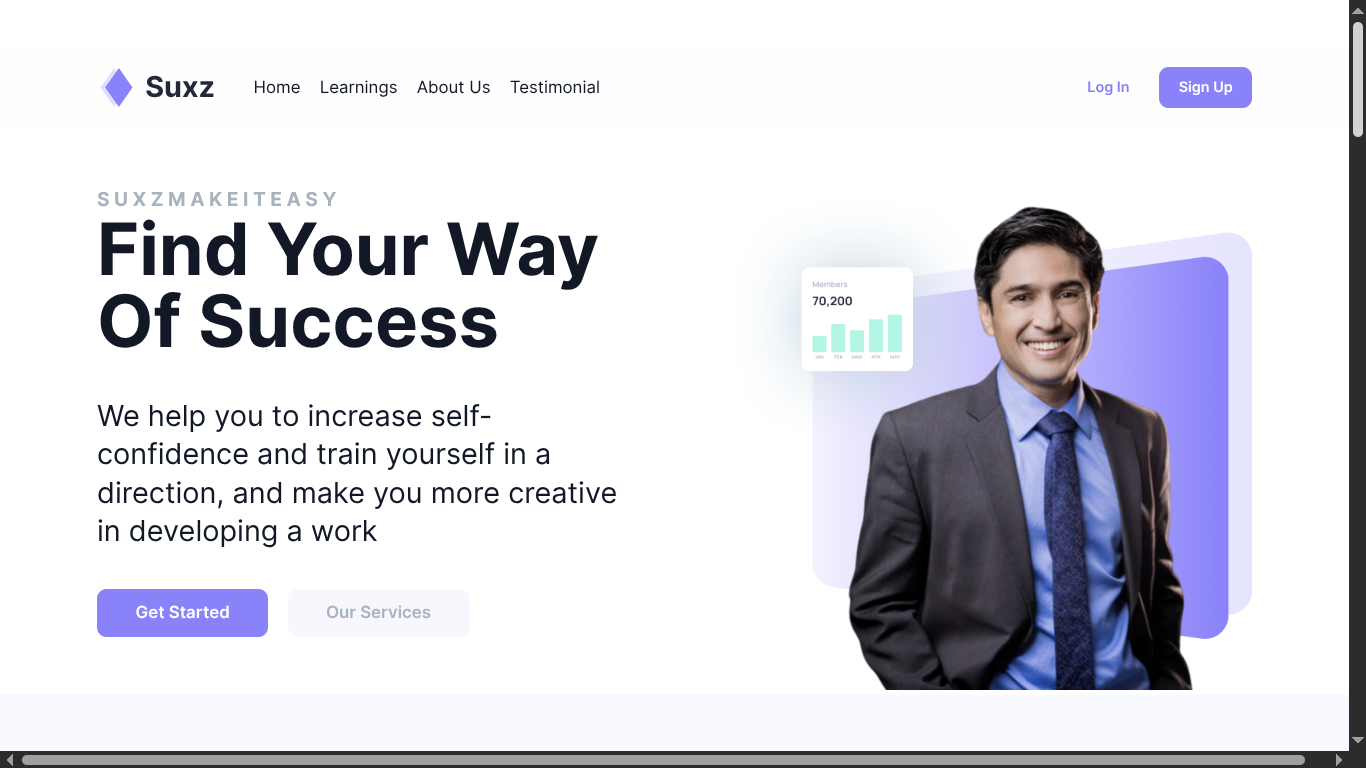 Suxz
Home Learnings About Us Testimonial
Log In
Sign Up
SUXZMAKEITEASY
Find Your Way
Of Success
We help you to increase self-
confidence and train yourself in a
direction, and make you more creative
in developing a work
Get Started
Our Services
Members
70,200
JAN FEB MAR APR MAY